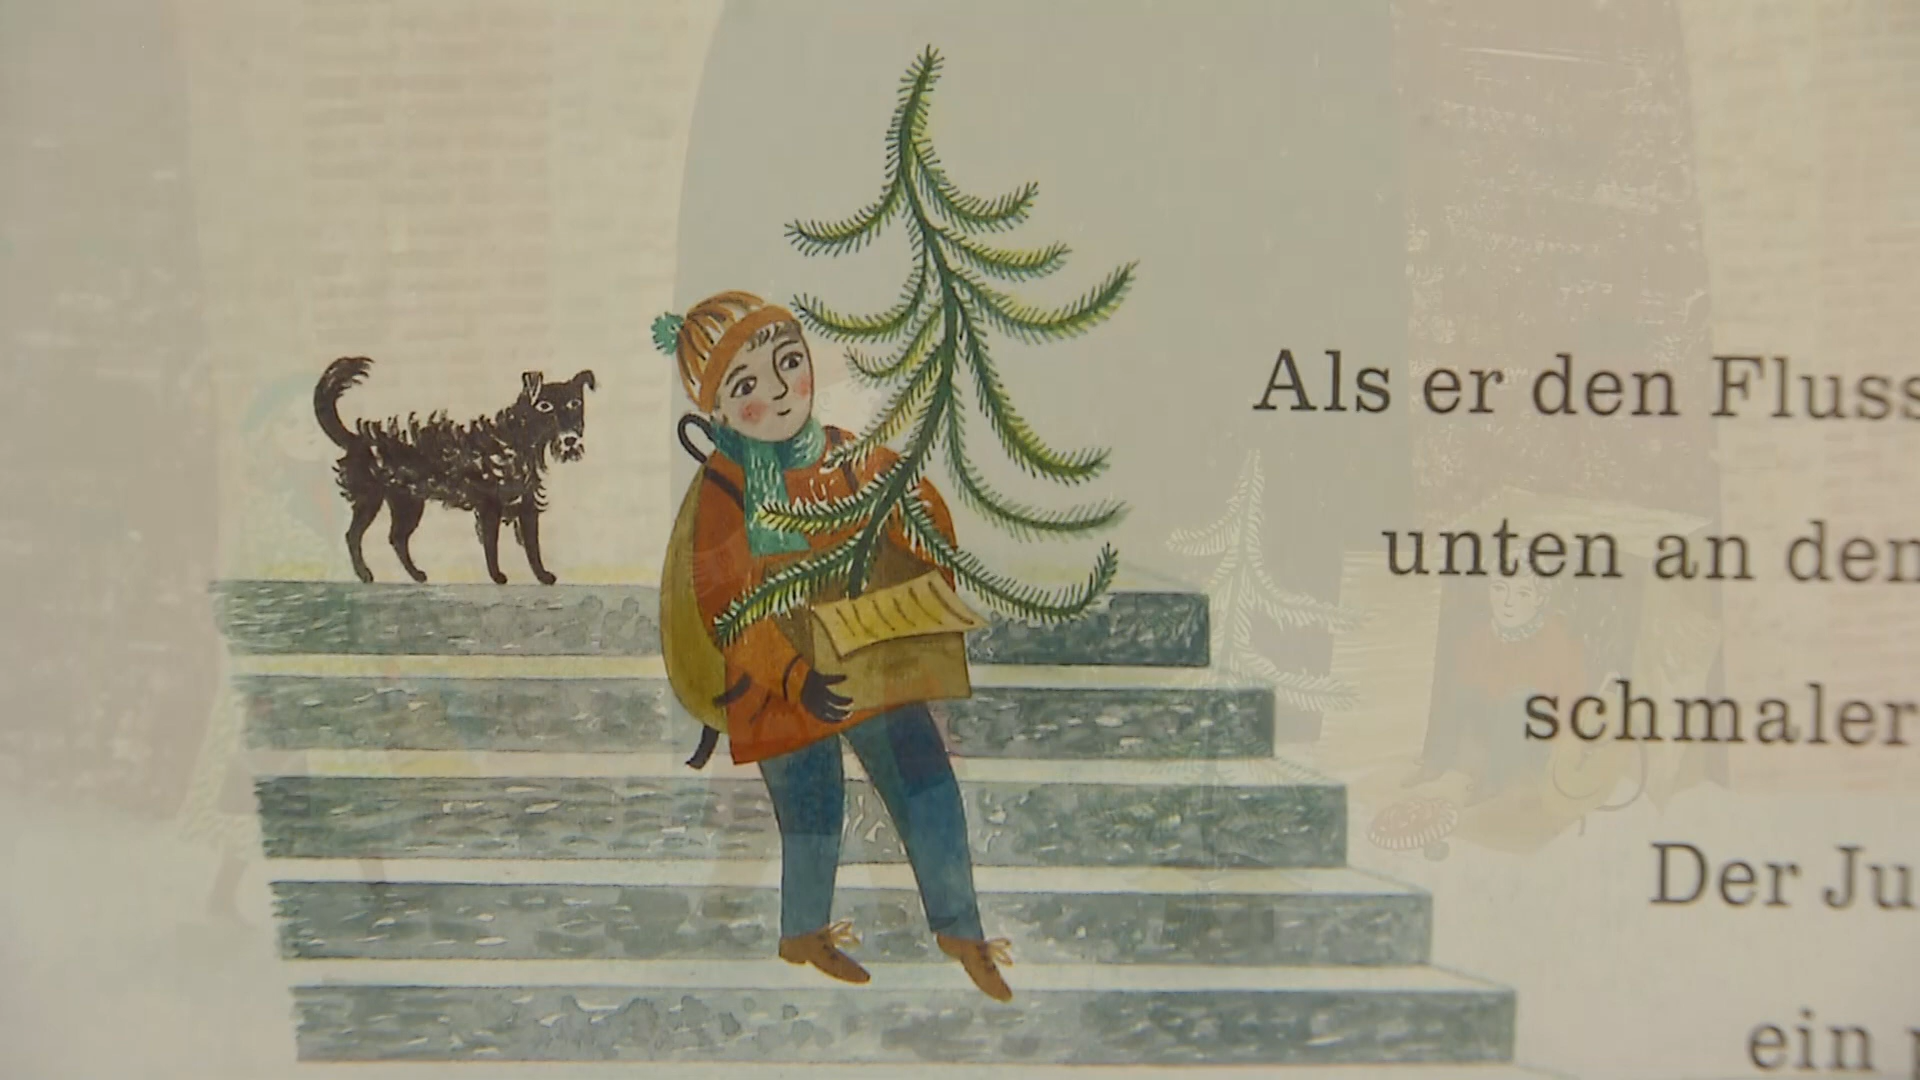 Als er den Fluss
unten an den
schmaler
Der Ju
ein